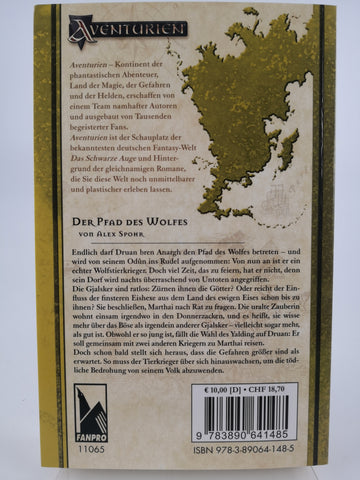 AVENTURIEN
Aventurien – Kontinent der
phantastischen Abenteuer,
Land der Magie, der Gefahren
und der Helden, erschaffen von
einem Team namhafter Autoren
und ausgebaut von Tausenden
begeisterter Fans.
Aventurien ist der Schauplatz der
bekanntesten deutschen Fantasy-Welt
Das Schwarze Auge und Hinter-
grund der gleichnamigen Romane,
die Sie diese Welt noch unmittelbarer
und plastischer erleben lassen.
DER PFAD DES WOLFES
VON ALEX SPOHR
Endlich darf Druan bren Anargh den Pfad des Wolfes betreten – und
wird von seinem Odûn ins Rudel aufgenommen: Von nun an ist er ein
echter Wolfstierkrieger. Doch viel Zeit, das zu feiern, hat er nicht, denn
sein Dorf wird nachts überraschend von Untoten angegriffen.
Die Gjalsker sind ratlos: Zürnen ihnen die Götter? Oder reicht der Ein-
fluss der finsteren Eishexe aus dem Land des ewigen Eises schon bis zu
ihnen? Sie beschließen, Marthai nach Rat zu fragen. Die uralte Zauberin
wohnt einsam irgendwo in den Donnerzacken, und es heißt, sie wisse
mehr über das Böse als irgendein anderer Gjalsker – vielleicht sogar mehr,
als gut ist. Obwohl er so jung ist, fällt die Wahl des Yalding auf Druan: Er
soll gemeinsam mit zwei anderen Kriegern zu Marthai reisen.
Doch schon bald stellt sich heraus, dass die Gefahren größer sind als
erwartet. So muss der Tierkrieger über sich hinauswachsen, um die töd-
liche Bedrohung von seinem Volk abzuwenden.
€ 10,00 [D] • CHF 18,70
FANPRO
11065
9 783890 641485
ISBN 978-3-89064-148-5